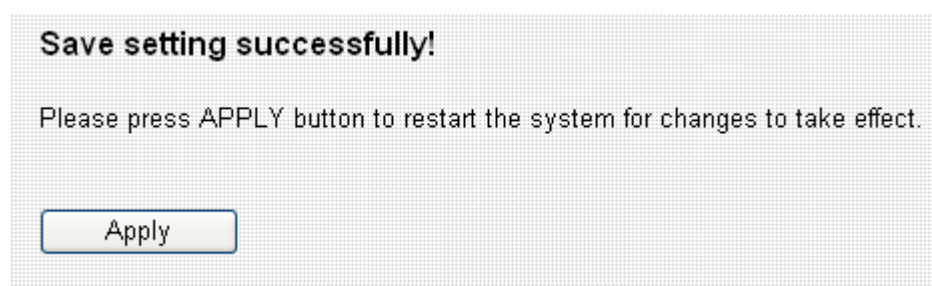 Save setting successfully!
Please press APPLY button to restart the system for changes to take effect.
Apply